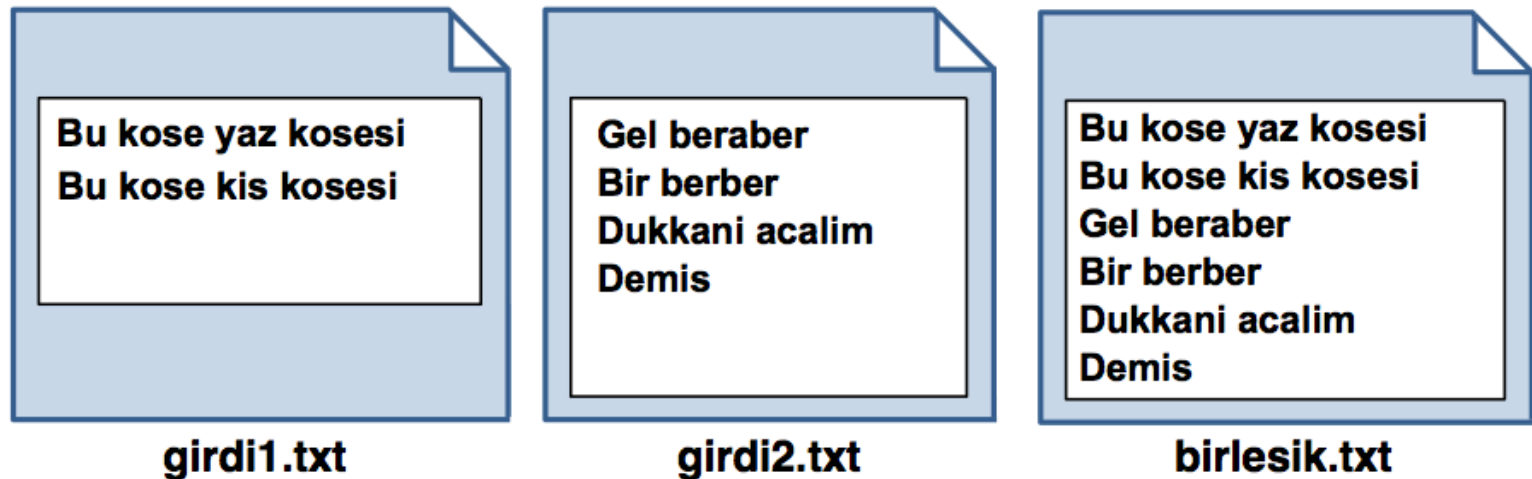 Bu kose yaz kosesi
Bu kose kis kosesi
girdi1.txt
Gel beraber
Bir berber
Dukkani acalim
Demis
girdi2.txt
Bu kose yaz kosesi
Bu kose kis kosesi
Gel beraber
Bir berber
Dukkani acalim
Demis
birlesik.txt